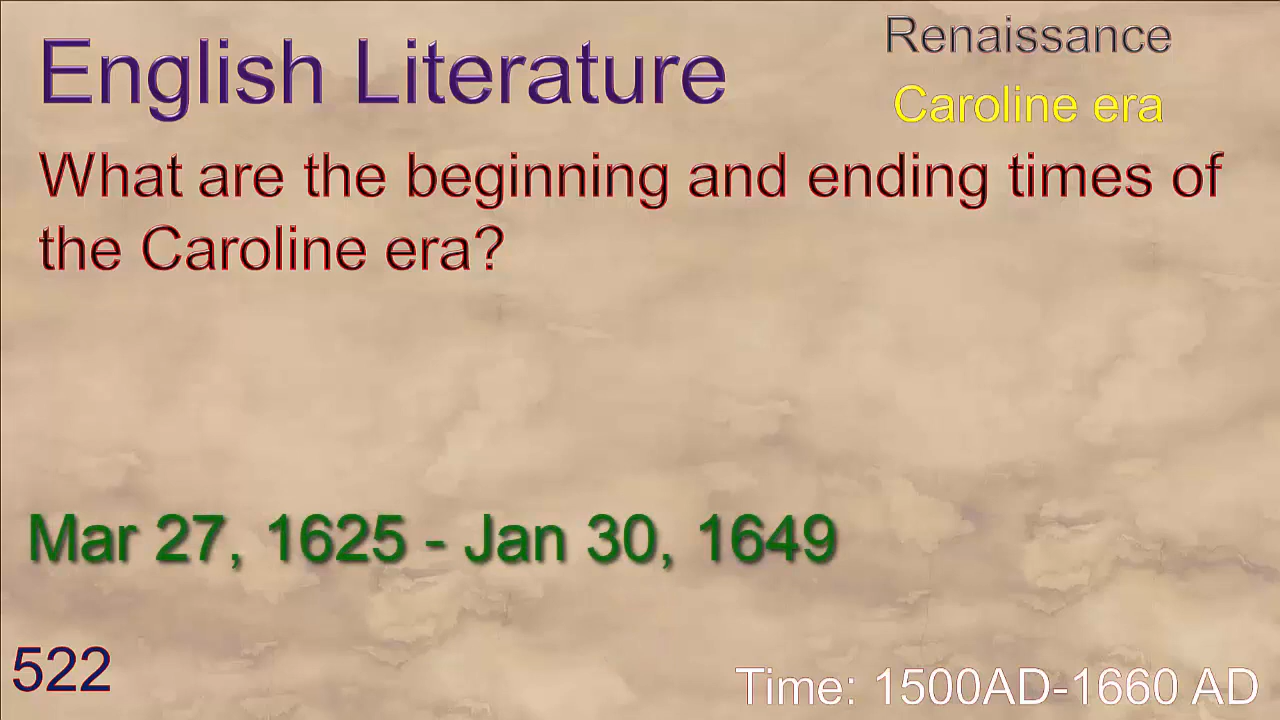 English Literature
Renaissance
Caroline era
What are the beginning and ending times of
the Caroline era?
Mar 27, 1625 - Jan 30, 1649
522
Time: 1500AD-1660 AD